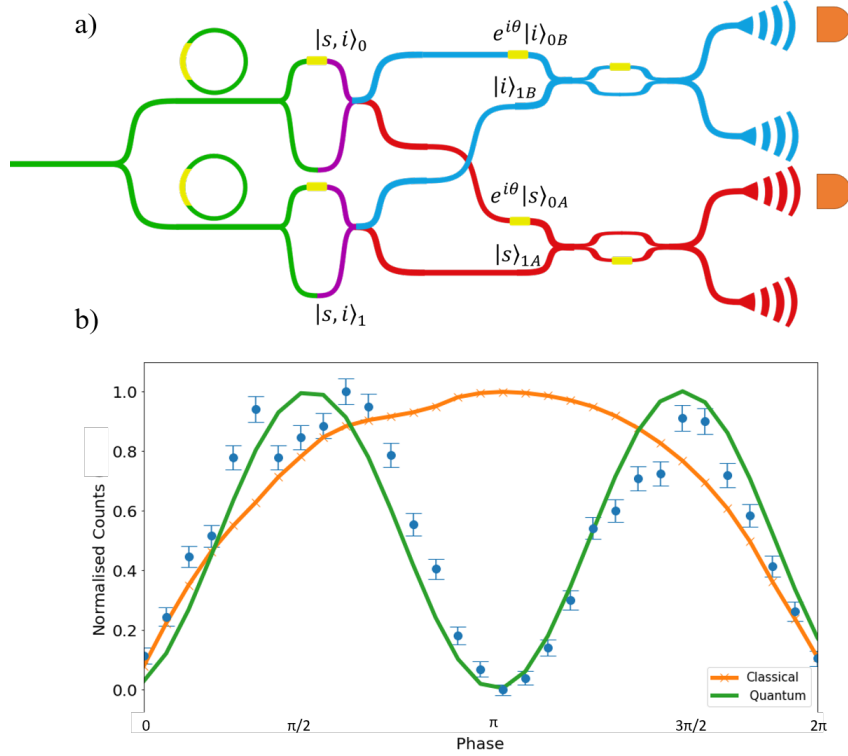 a)
|s,i⟩₀
e^{iθ}|i⟩₀B
|i⟩₁B
e^{iθ}|s⟩₀A
|s⟩₁A
|s,i⟩₁
b)
Normalised Counts
1.0
0.8
0.6
0.4
0.2
0.0
Classical
Quantum
0 π/2 π 3π/2 2π
Phase